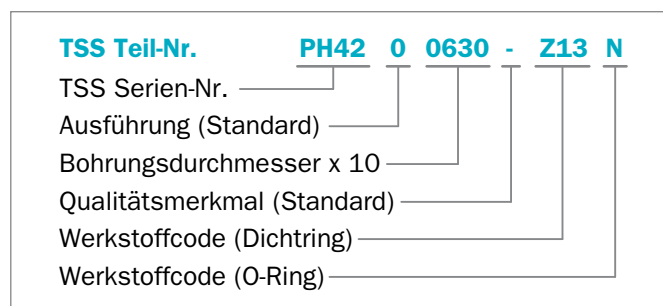 TSS Teil-Nr. PH42 0 0630 - Z13 N
TSS Serien-Nr.
Ausführung (Standard)
Bohrungsdurchmesser x 10
Qualitätsmerkmal (Standard)
Werkstoffcode (Dichtring)
Werkstoffcode (O-Ring)